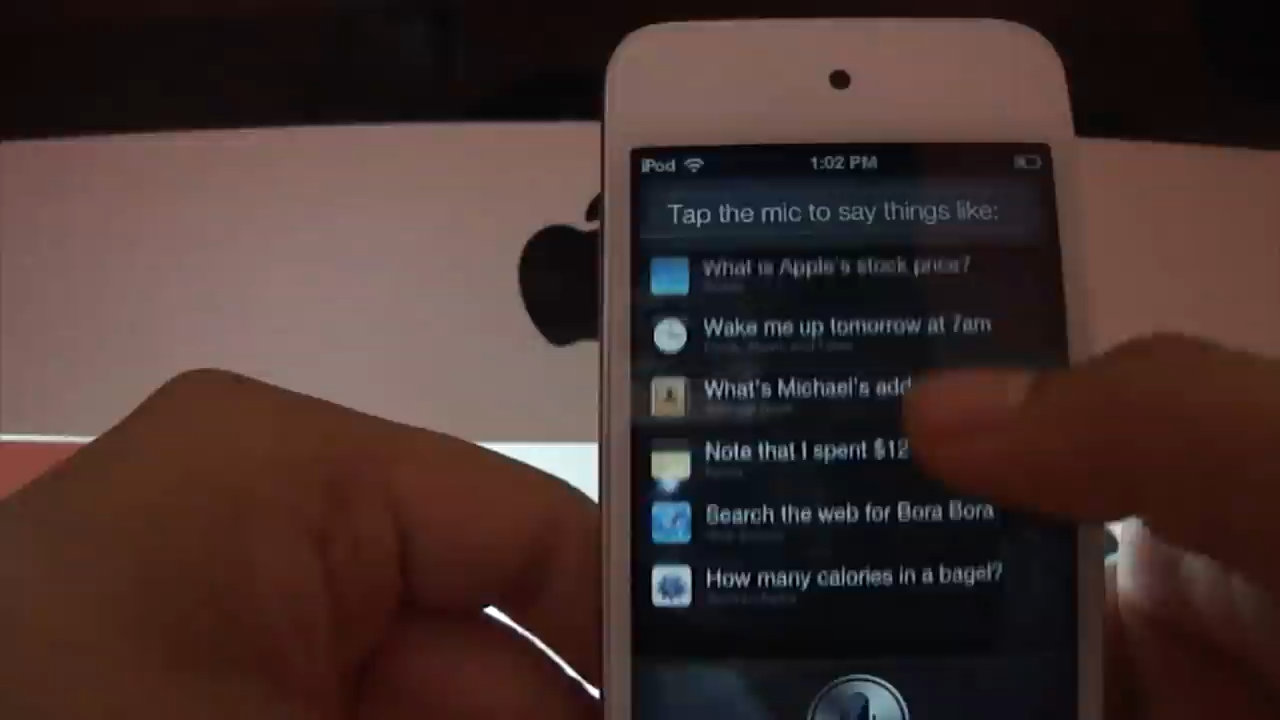 iPod 1:02 PM
Tap the mic to say things like:
What is Apple's stock price?
Wake me up tomorrow at 7am
What's Michael's add
Note that I spent $12
Search the web for Bora Bora
How many calories in a bagel?